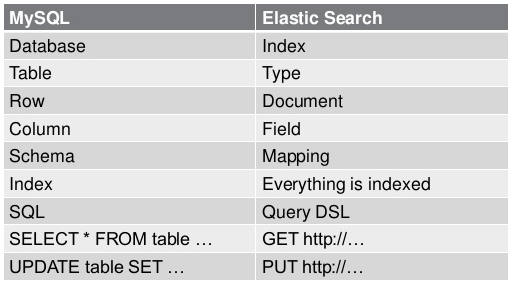 MySQL Elastic Search
Database Index
Table Type
Row Document
Column Field
Schema Mapping
Index Everything is indexed
SQL Query DSL
SELECT * FROM table … GET http://…
UPDATE table SET … PUT http://…